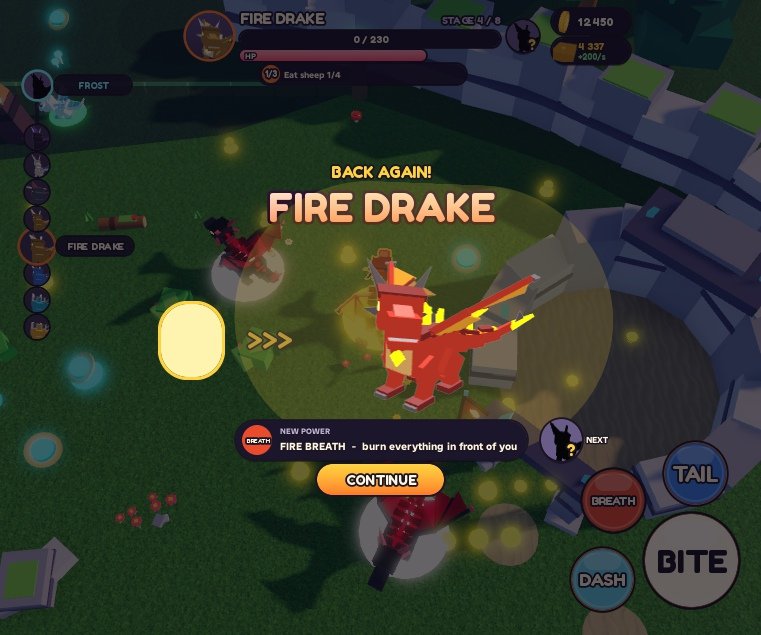 FIRE DRAKE
STAGE 4 / 8
0 / 230
HP
1/3 Eat sheep 1/4
?
12 450
4 337
+200/s
FROST
FIRE DRAKE
BACK AGAIN!
FIRE DRAKE
>>>
NEW POWER
BREATH
FIRE BREATH - burn everything in front of you
?
NEXT
CONTINUE
TAIL
BREATH
BITE
DASH